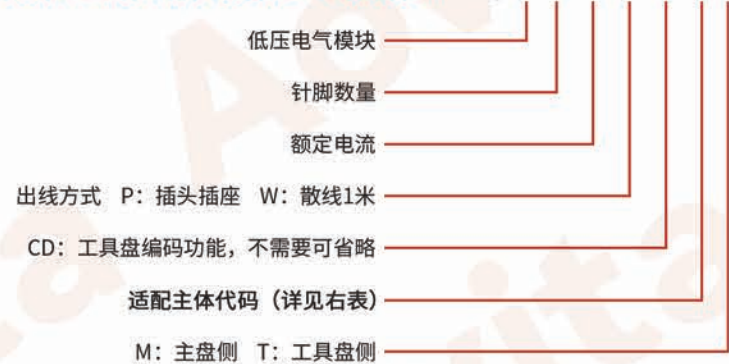 低压电气模块
针脚数量
额定电流
出线方式 P：插头插座 W：散线1米
CD：工具盘编码功能，不需要可省略
适配主体代码（详见右表）
M：主盘侧 T：工具盘侧